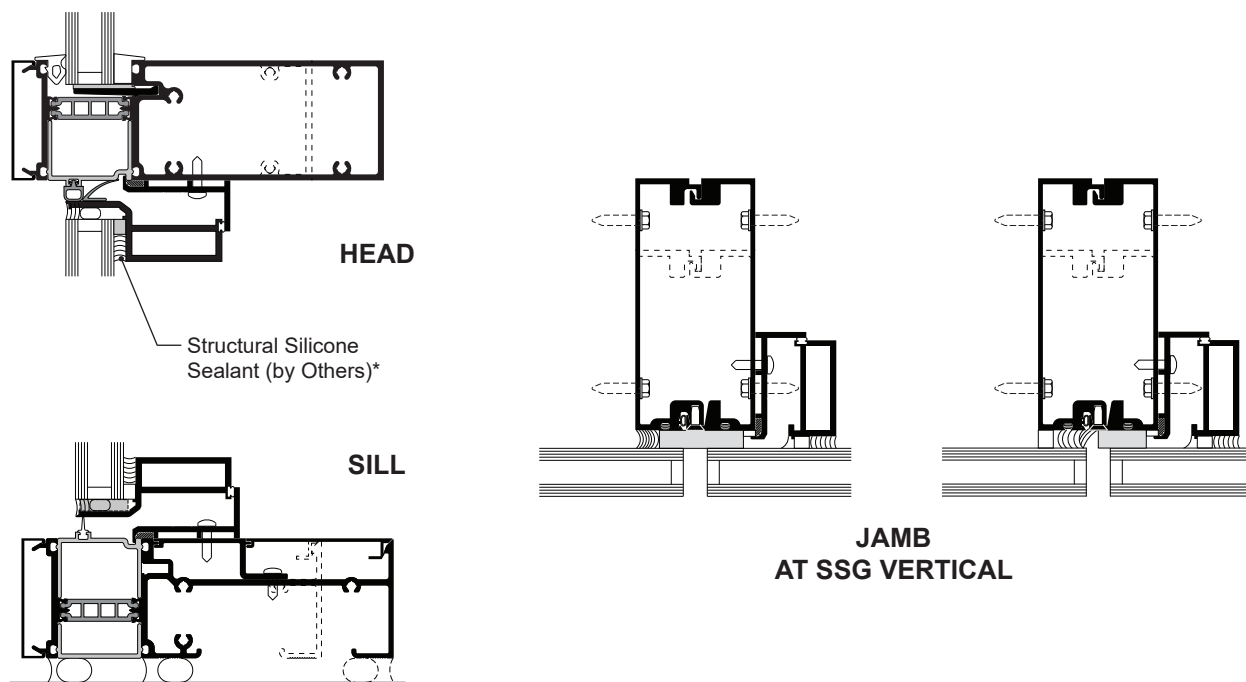 HEAD
Structural Silicone
Sealant (by Others)*
SILL
JAMB
AT SSG VERTICAL